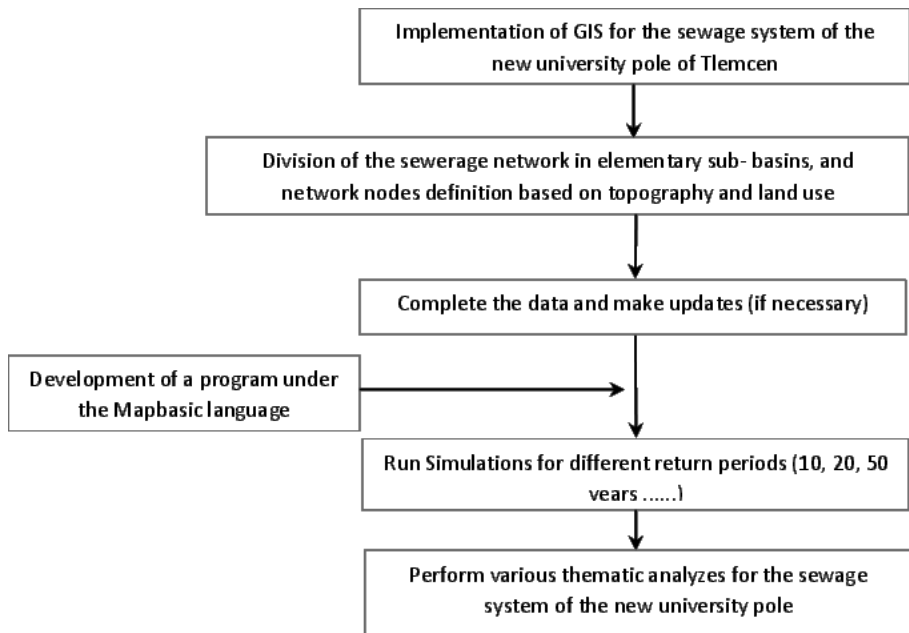 Implementation of GIS for the sewage system of the
new university pole of Tlemcen
Division of the sewerage network in elementary sub- basins, and
network nodes definition based on topography and land use
Complete the data and make updates (if necessary)
Development of a program under
the Mapbasic language
Run Simulations for different return periods (10, 20, 50
years ......)
Perform various thematic analyzes for the sewage
system of the new university pole